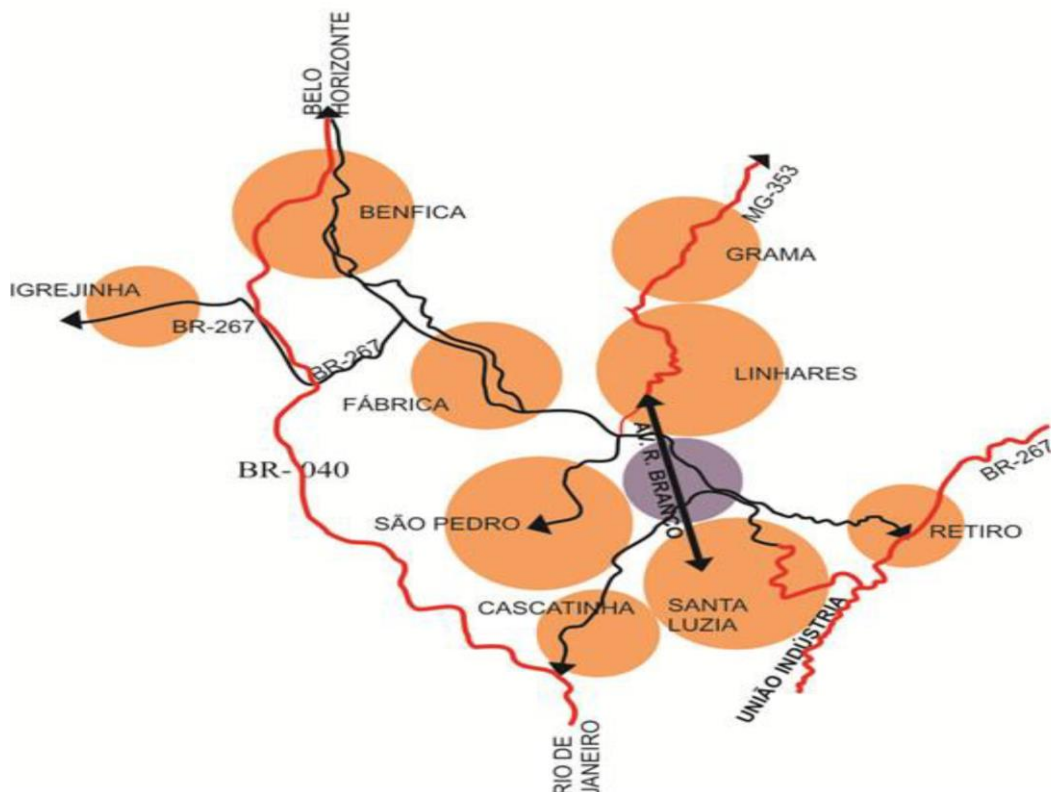 BELO
HORIZONTE
BENFICA
MG-353
GRAMA
IGREJINHA
BR-267
BR-267
LINHARES
FÁBRICA
AV. R. BRANCO
BR-267
BR- 040
SÃO PEDRO
RETIRO
CASCATINHA
SANTA
LUZIA
UNIÃO INDÚSTRIA
RIO DE
JANEIRO